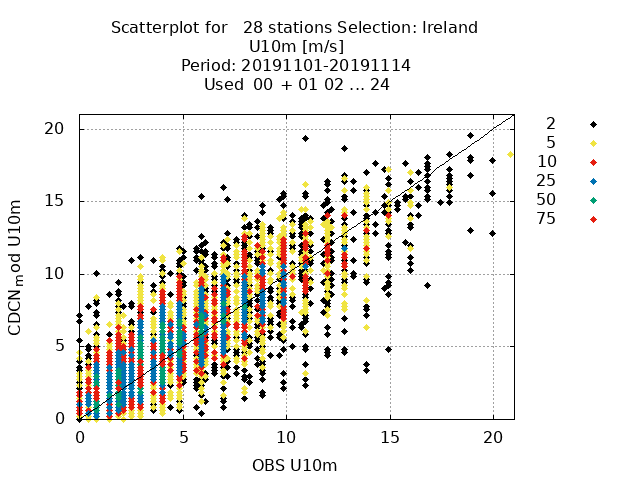 Scatterplot for   28 stations Selection: Ireland
U10m [m/s]
Period: 20191101-20191114
Used  00 + 01 02 ... 24
2
5
10
25
50
75
CDCN_mod U10m
20
15
10
5
0
0 5 10 15 20
OBS U10m